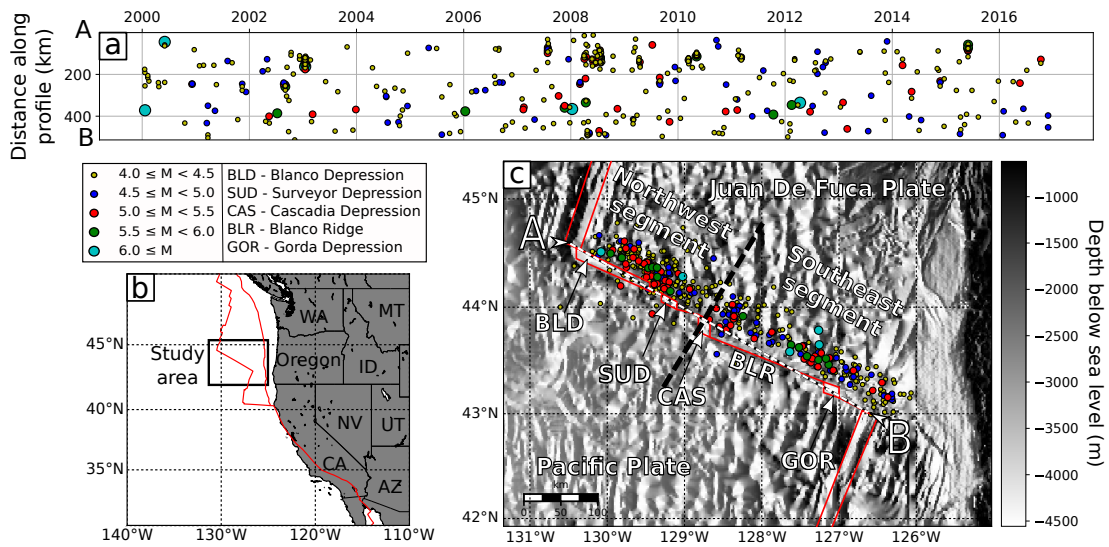 2000 2002 2004 2006 2008 2010 2012 2014 2016
A
a
Distance along
profile (km)
200
400
B
4.0 ≤ M < 4.5
4.5 ≤ M < 5.0
5.0 ≤ M < 5.5
5.5 ≤ M < 6.0
6.0 ≤ M
BLD - Blanco Depression
SUD - Surveyor Depression
CAS - Cascadia Depression
BLR - Blanco Ridge
GOR - Gorda Depression
b
WA
MT
Oregon
ID
NV
UT
CA
AZ
Study
area
45°N
40°N
35°N
140°W 130°W 120°W 110°W
c
Northwest
segment
Juan De Fuca Plate
Southeast
segment
A
BLD
SUD
CAS
BLR
GOR
B
Pacific Plate
km
0 50 100
45°N
44°N
43°N
42°N
131°W 130°W 129°W 128°W 127°W 126°W
−1000
−1500
−2000
−2500
−3000
−3500
−4000
−4500
Depth below sea level (m)